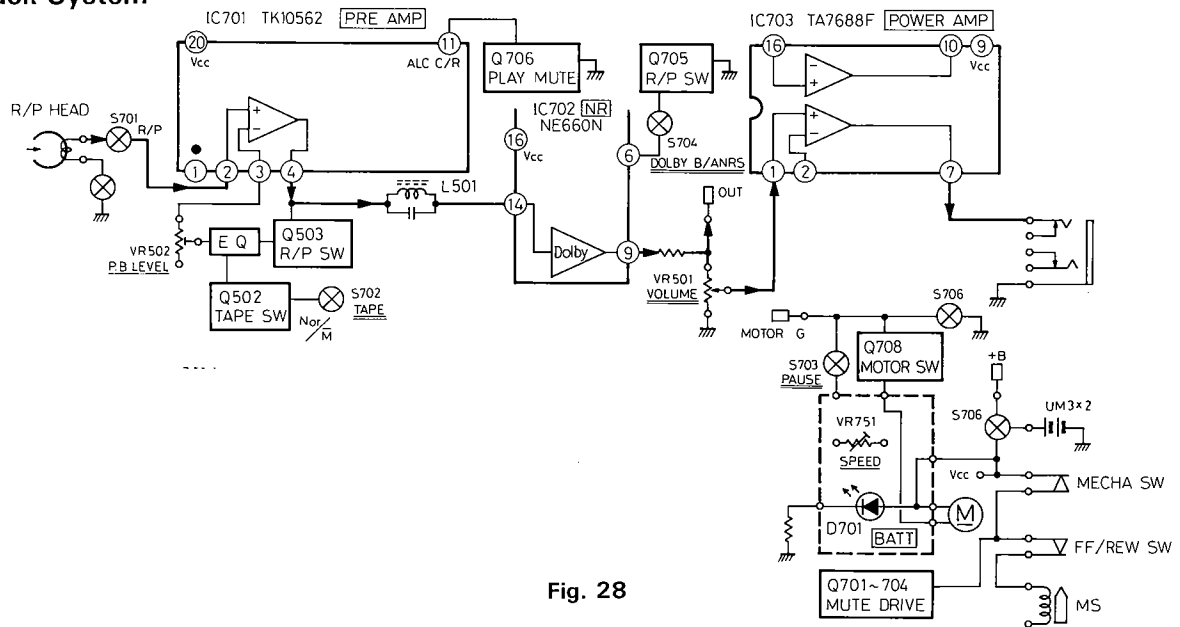 IC701 TK10562 PRE AMP
20
Vcc
11
ALC C/R
Q706
PLAY MUTE
Q705
R/P SW
IC703 TA7688F POWER AMP
16
10
9
Vcc
R/P HEAD
S701
R/P
+
−
1
2
3
4
IC702 NR
NE660N
16
Vcc
6
S704
DOLBY B/ANRS
−
+
+
−
1
2
7
L501
14
Dolby
9
OUT
VR501
VOLUME
VR502
P.B LEVEL
EQ
Q503
R/P SW
Q502
TAPE SW
S702
TAPE
Nor/M
MOTOR G
S706
S703
PAUSE
Q708
MOTOR SW
+B
S706
UM3×2
VR751
SPEED
Vcc
MECHA SW
D701
BATT
M
FF/REW SW
Q701~704
MUTE DRIVE
MS
Fig. 28